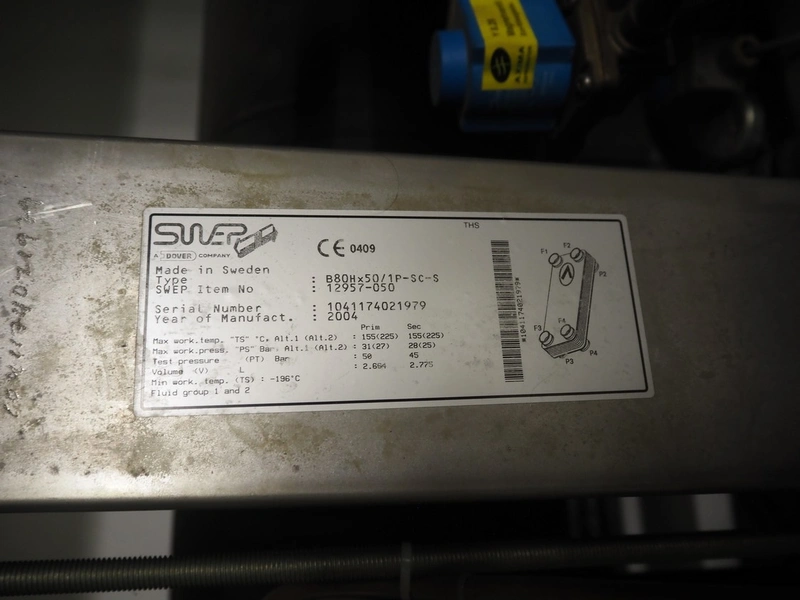 SWEP
A DOVER COMPANY
CE 0409
THS
Made in Sweden
Type : B80Hx50/1P-SC-S
SWEP Item No : 12957-050
Serial Number : 1041174021979
Year of Manufact. : 2004
Prim Sec
Max work.temp. "TS" °C, Alt.1 (Alt.2) : 155(225) 155(225)
Max work.press. "PS" Bar, Alt.1 (Alt.2) : 31(27) 28(25)
Test pressure (PT) Bar : 50 45
Volume (V) L : 2.664 2.775
Min work. temp. (TS) : -196°C
Fluid group 1 and 2
*1041174021979*
F1
F2
P2
F3
F4
P3
P4